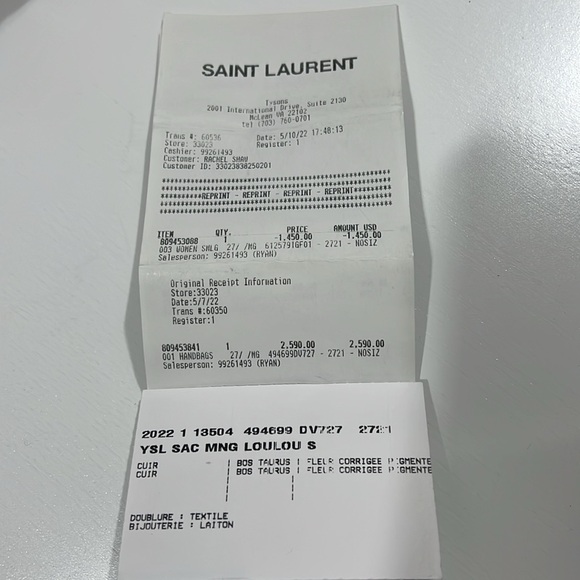 SAINT LAURENT
Tysons
2001 International Drive, Suite 2130
McLean VA 22102
tel (703) 760-0701
Trans #: 60536 Date: 5/10/22 17:48:13
Store: 33023 Register: 1
Cashier: 99261493
Customer: RACHEL SHAW
Customer ID: 33023838250201
REPRINT - REPRINT - REPRINT - REPRINT
ITEM QTY. PRICE AMOUNT USD
809453088 1 -1,450.00 -1,450.00
003 WOMEN SMLG 27/ /MG 6125791GF01 - 2721 - NOSIZ
Salesperson: 99261493 (RYAN)
Original Receipt Information
Store:33023
Date:5/7/22
Trans #:60350
Register:1
809453841 1 2,590.00 2,590.00
001 HANDBAGS 27/ /MG 494699DV727 - 2721 - NOSIZ
Salesperson: 99261493 (RYAN)
2022 1 13504 494699 DV727 2721
YSL SAC MNG LOULOU S
CUIR | BOS TAURUS | FLEUR CORRIGEE PIGMENTE
CUIR | BOS TAURUS | FLEUR CORRIGEE PIGMENTE
DOUBLURE : TEXTILE
BIJOUTERIE : LAITON